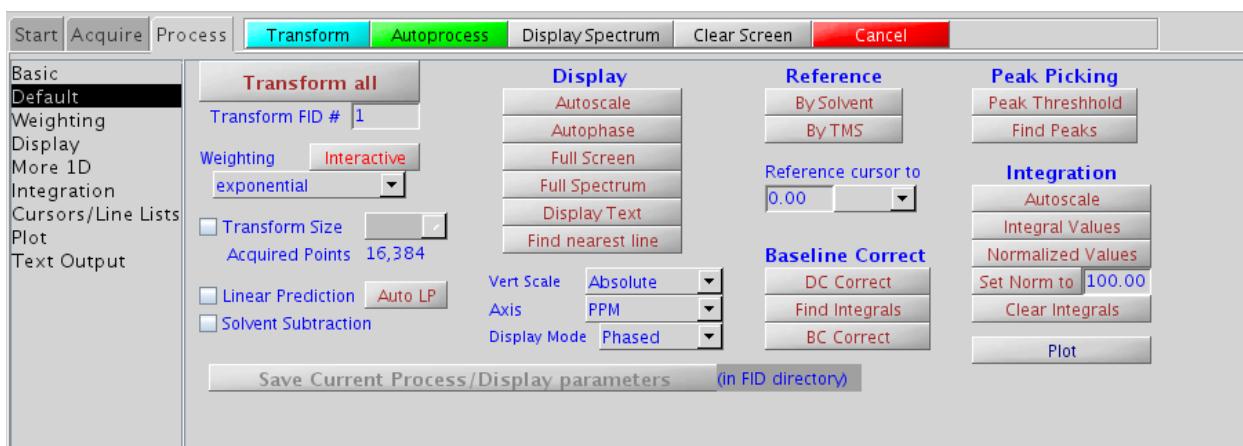 Start Acquire Process Transform Autoprocess Display Spectrum Clear Screen Cancel
Basic
Default
Weighting
Display
More 1D
Integration
Cursors/Line Lists
Plot
Text Output
Transform all
Transform FID # 1
Weighting Interactive
exponential
Transform Size
Acquired Points 16,384
Linear Prediction Auto LP
Solvent Subtraction
Display
Autoscale
Autophase
Full Screen
Full Spectrum
Display Text
Find nearest line
Vert Scale Absolute
Axis PPM
Display Mode Phased
Reference
By Solvent
By TMS
Reference cursor to
0.00
Baseline Correct
DC Correct
Find Integrals
BC Correct
Peak Picking
Peak Threshhold
Find Peaks
Integration
Autoscale
Integral Values
Normalized Values
Set Norm to 100.00
Clear Integrals
Plot
Save Current Process/Display parameters (in FID directory)